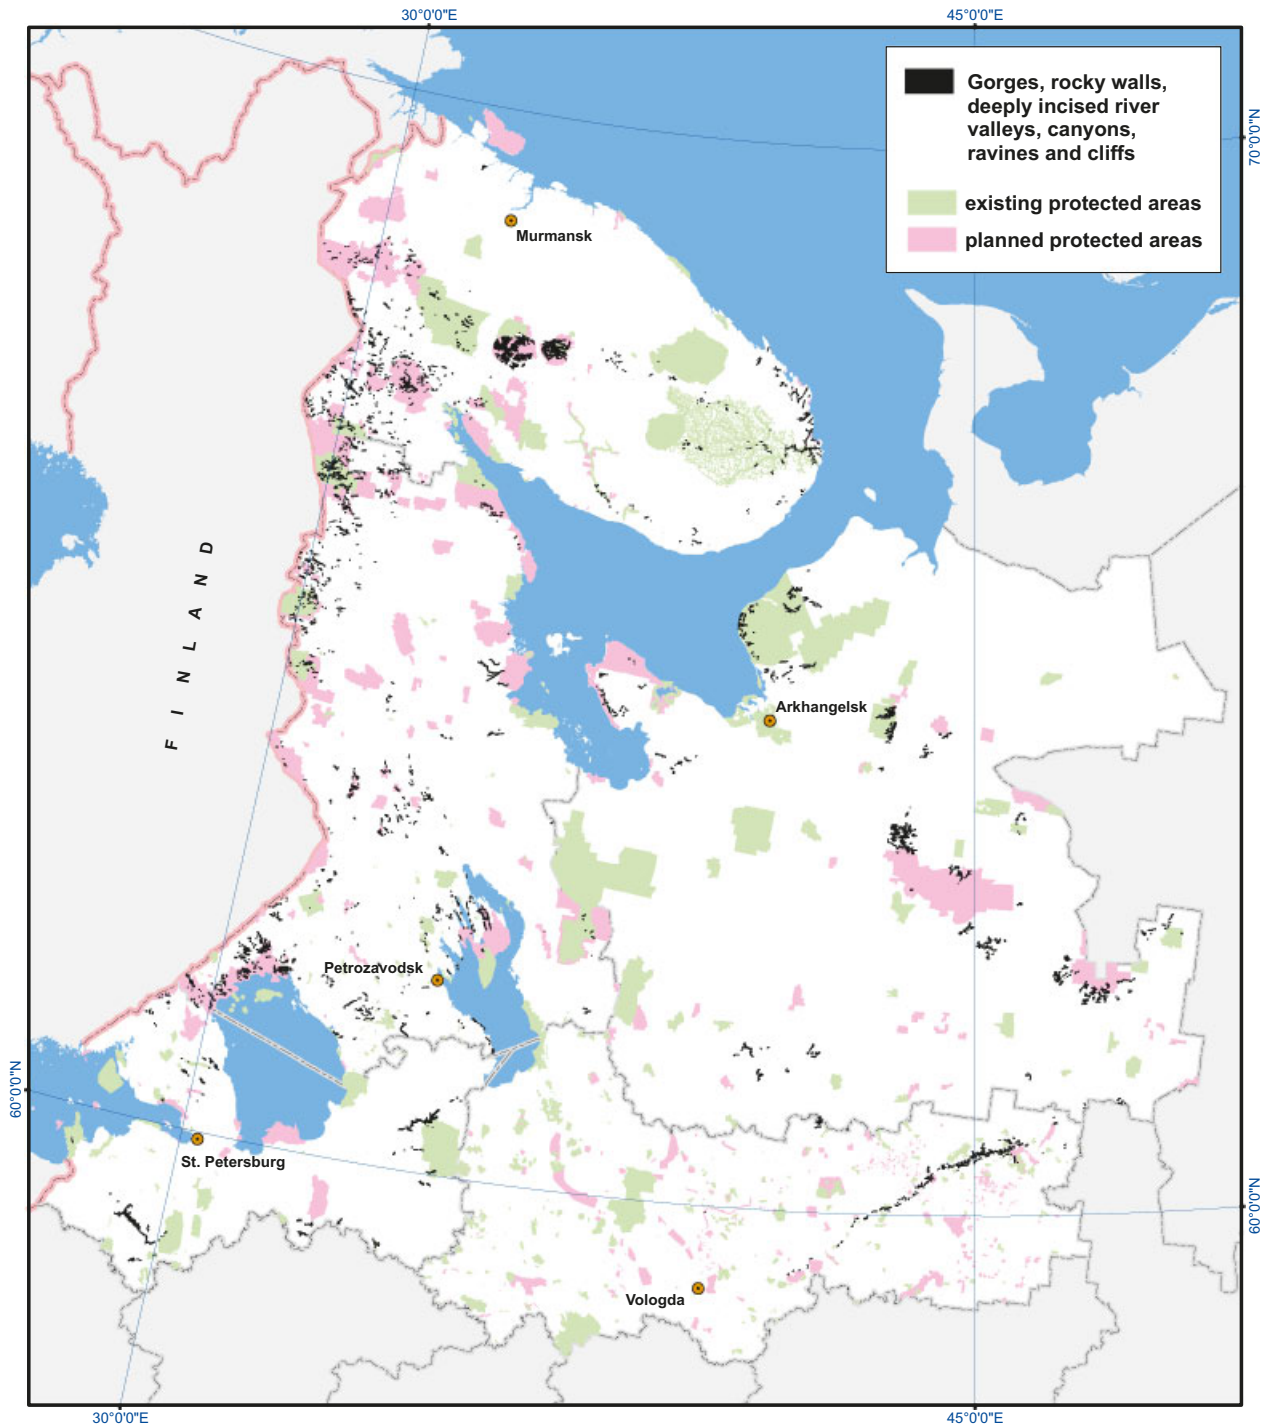 30°0'0"E
45°0'0"E
Gorges, rocky walls,
deeply incised river
valleys, canyons,
ravines and cliffs
existing protected areas
planned protected areas
70°0'0"N
Murmansk
FINLAND
Arkhangelsk
Petrozavodsk
60°0'0"N
St. Petersburg
60°0'0"N
Vologda
30°0'0"E
45°0'0"E